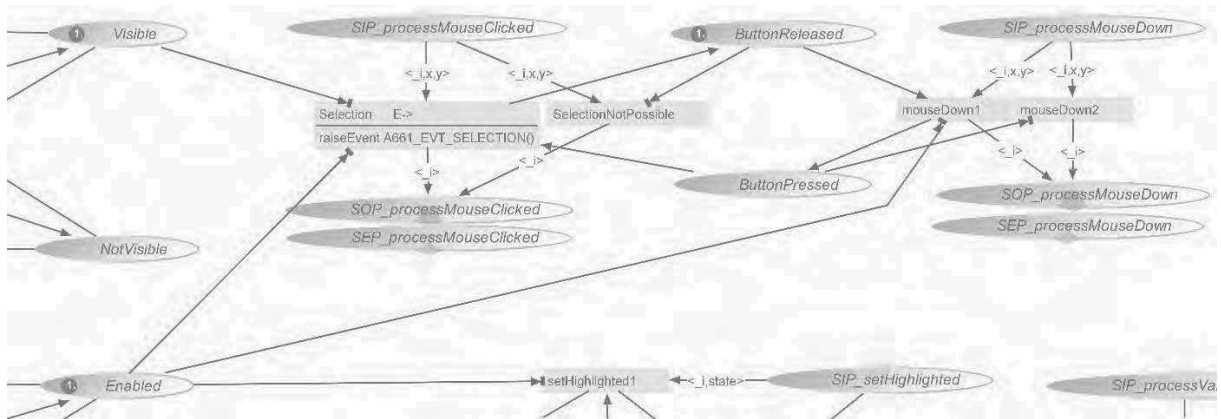 1. Visible
SIP_processMouseClicked
1. ButtonReleased
SIP_processMouseDown
<_i,x,y>
<_i,x,y>
<_i,x,y>
<_i,x,y>
Selection E->
SelectionNotPossible
mouseDown1
mouseDown2
raiseEvent A661_EVT_SELECTION()
<_i>
<_i>
<_i>
ButtonPressed
SOP_processMouseClicked
SOP_processMouseDown
SEP_processMouseClicked
SEP_processMouseDown
NotVisible
1. Enabled
setHighlighted1
<_i,state>
SIP_setHighlighted
SIP_processVa